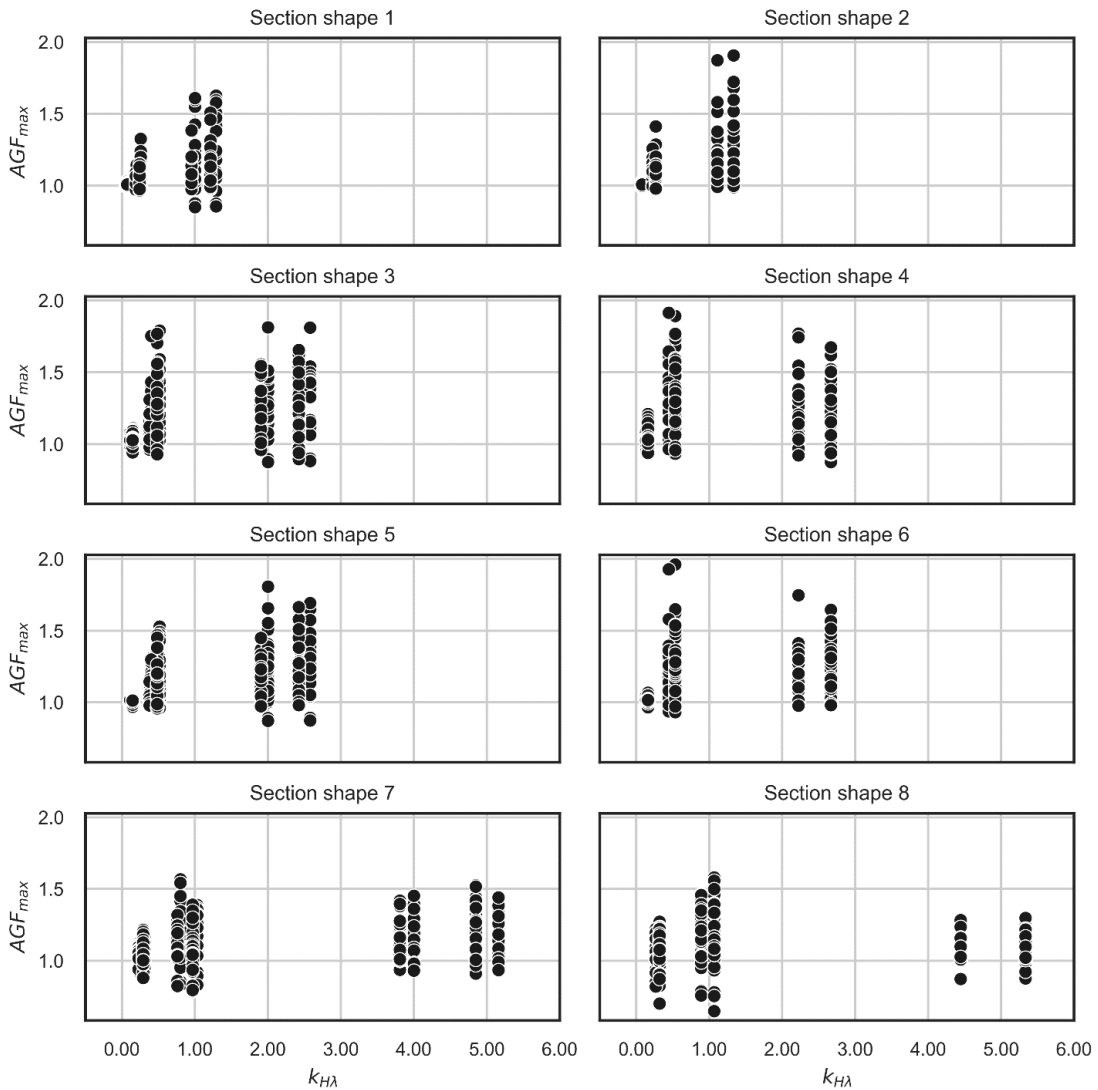 Section shape 1
Section shape 2
2.0
1.5
1.0
AGF_max
Section shape 3
Section shape 4
2.0
1.5
1.0
AGF_max
Section shape 5
Section shape 6
2.0
1.5
1.0
AGF_max
Section shape 7
Section shape 8
2.0
1.5
1.0
AGF_max
0.00 1.00 2.00 3.00 4.00 5.00 6.00
0.00 1.00 2.00 3.00 4.00 5.00 6.00
k_Hλ
k_Hλ